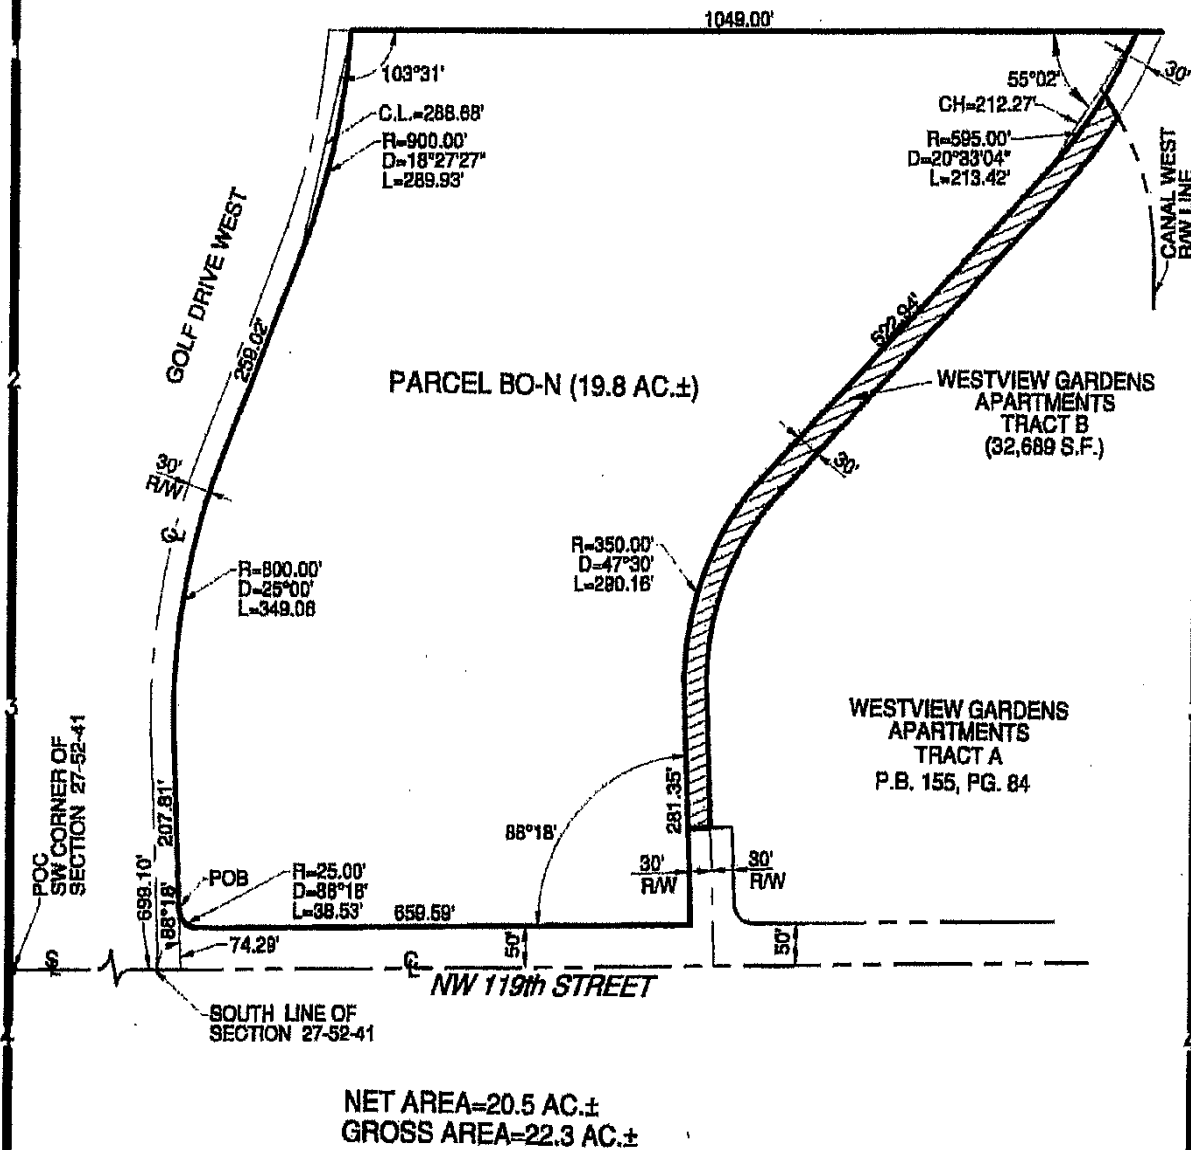 1049.00'
103°31'
C.L.=288.68'
R=900.00'
D=18°27'27"
L=289.93'
55°02'
CH=212.27'
R=595.00'
D=20°33'04"
L=213.42'
30'
CANAL WEST
R/W LINE
GOLF DRIVE WEST
259.02'
622.94'
2
PARCEL BO-N (19.8 AC.±)
WESTVIEW GARDENS
APARTMENTS
TRACT B
(32,689 S.F.)
30'
R/W
30'
R=350.00'
D=47°30'
L=290.16'
R=800.00'
D=25°00'
L=349.06
3
WESTVIEW GARDENS
APARTMENTS
TRACT A
P.B. 155, PG. 84
POC
SW CORNER OF
SECTION 27-52-41
207.81'
281.35'
88°18'
699.10'
88°18'
POB
R=25.00'
D=88°18'
L=38.53'
659.59'
30'
R/W
30'
R/W
74.29'
50'
50'
NW 119th STREET
SOUTH LINE OF
SECTION 27-52-41
NET AREA=20.5 AC.±
GROSS AREA=22.3 AC.±